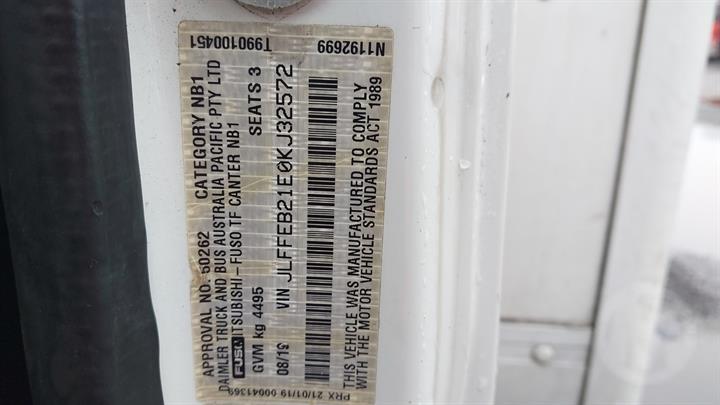 APPROVAL NO. 50262 CATEGORY NB1
DAIMLER TRUCK AND BUS AUSTRALIA PACIFIC PTY LTD
FUSO MITSUBISHI-FUSO TF CANTER NB1
GVM kg 4495 SEATS 3
08/18 VIN JLFFEB21E0KJ32572
THIS VEHICLE WAS MANUFACTURED TO COMPLY
WITH THE MOTOR VEHICLE STANDARDS ACT 1989
T990100451
N1192699
PRX 21/01/19 00041369